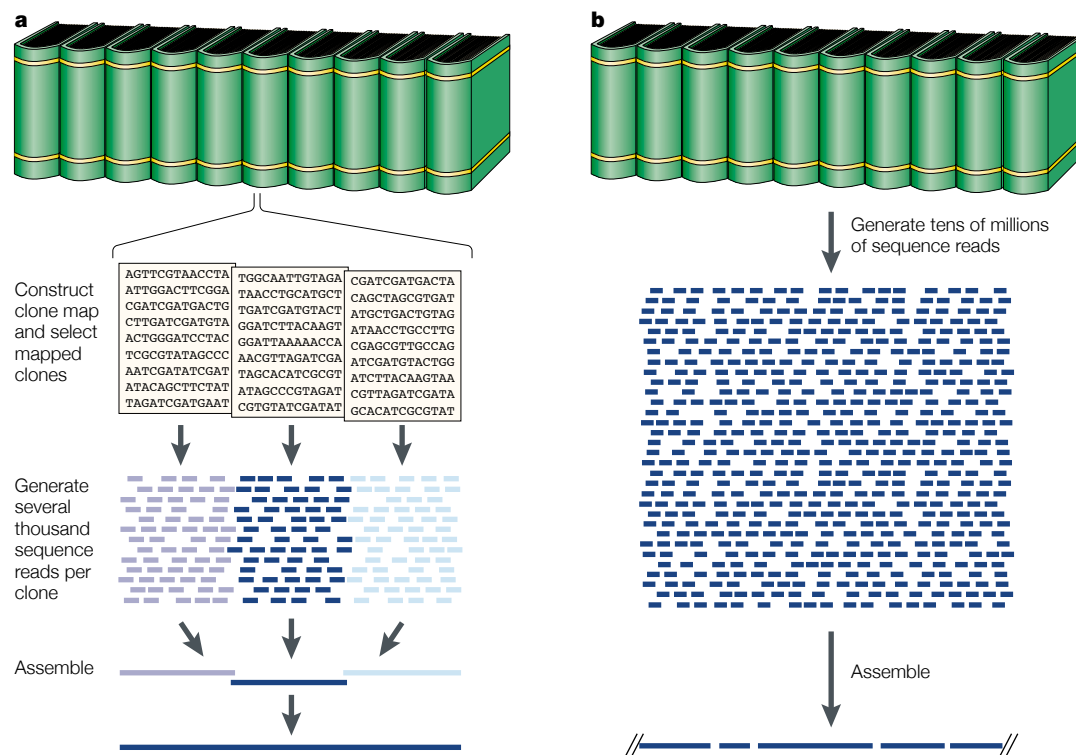 a
Construct
clone map
and select
mapped
clones
AGTTCGTAACCTA
ATTGGACTTCGGA
CGATCGATGACTG
CTTGATCGATGTA
ACTGGGATCCTAC
TCGCGTATAGCCC
AATCGATATCGAT
ATACAGCTTCTAT
TAGATCGATGAAT
TGGCAATTGTAGA
TAACCTGCATGCT
TGATCGATGTACT
GGATCTTACAAGT
GGATTAAAAACCA
AACGTTAGATCGA
TAGCACATCGCGT
ATAGCCCGTAGAT
CGTGTATCGATAT
CGATCGATGACTA
CAGCTAGCGTGAT
ATGCTGACTGTAG
ATAACCTGCCTTG
CGAGCGTTGCCAG
ATCGATGTACTGG
ATCTTACAAGTAA
CGTTAGATCGATA
GCACATCGCGTAT
Generate
several
thousand
sequence
reads per
clone
Assemble
b
Generate tens of millions
of sequence reads
Assemble